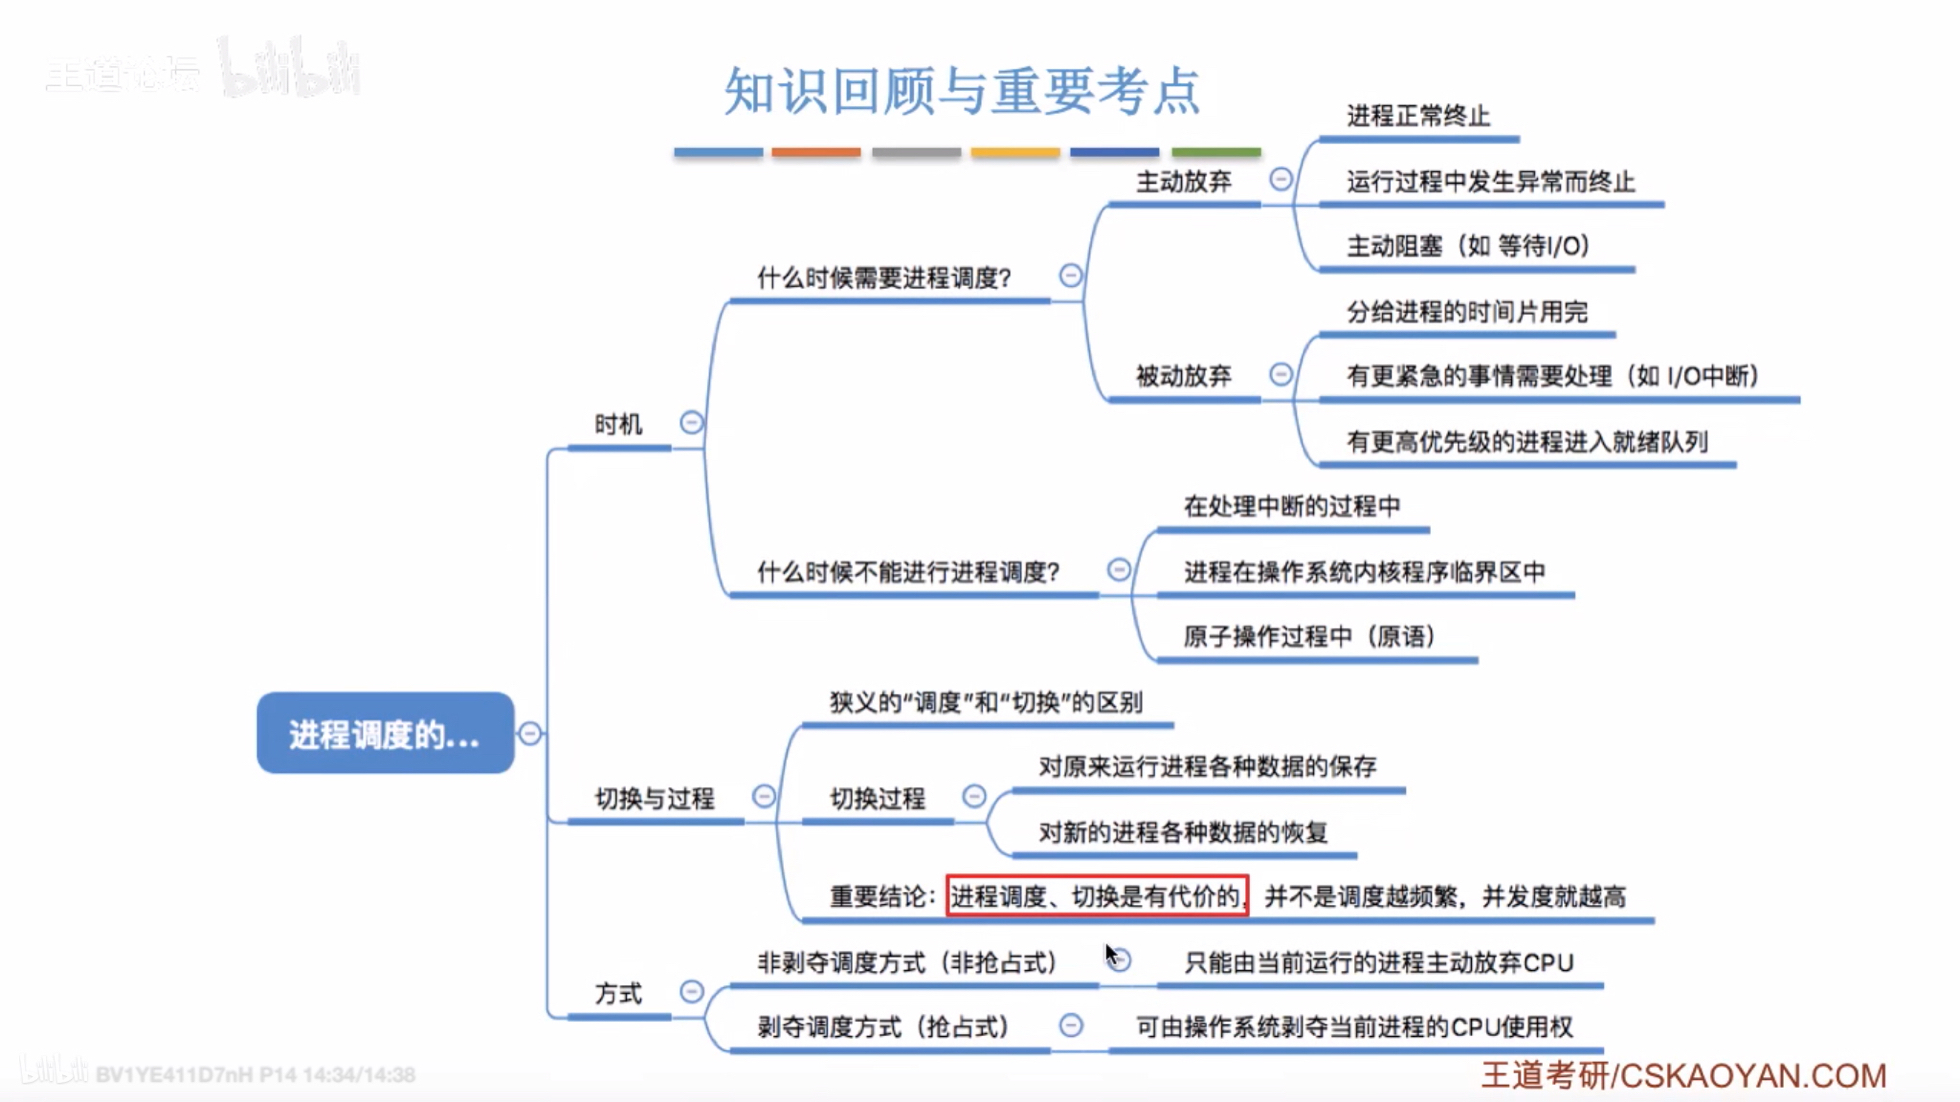 王道论坛 bilibili
知识回顾与重要考点
进程正常终止
主动放弃
运行过程中发生异常而终止
主动阻塞（如 等待I/O）
什么时候需要进程调度？
分给进程的时间片用完
被动放弃
有更紧急的事情需要处理（如 I/O中断）
有更高优先级的进程进入就绪队列
时机
在处理中断的过程中
什么时候不能进行进程调度？
进程在操作系统内核程序临界区中
原子操作过程中（原语）
进程调度的...
狭义的“调度”和“切换”的区别
对原来运行进程各种数据的保存
切换与过程
切换过程
对新的进程各种数据的恢复
重要结论：进程调度、切换是有代价的，并不是调度越频繁，并发度就越高
非剥夺调度方式（非抢占式）
只能由当前运行的进程主动放弃CPU
方式
剥夺调度方式（抢占式）
可由操作系统剥夺当前进程的CPU使用权
bilibili BV1YE411D7nH P14 14:34/14:38
王道考研/CSKAOYAN.COM